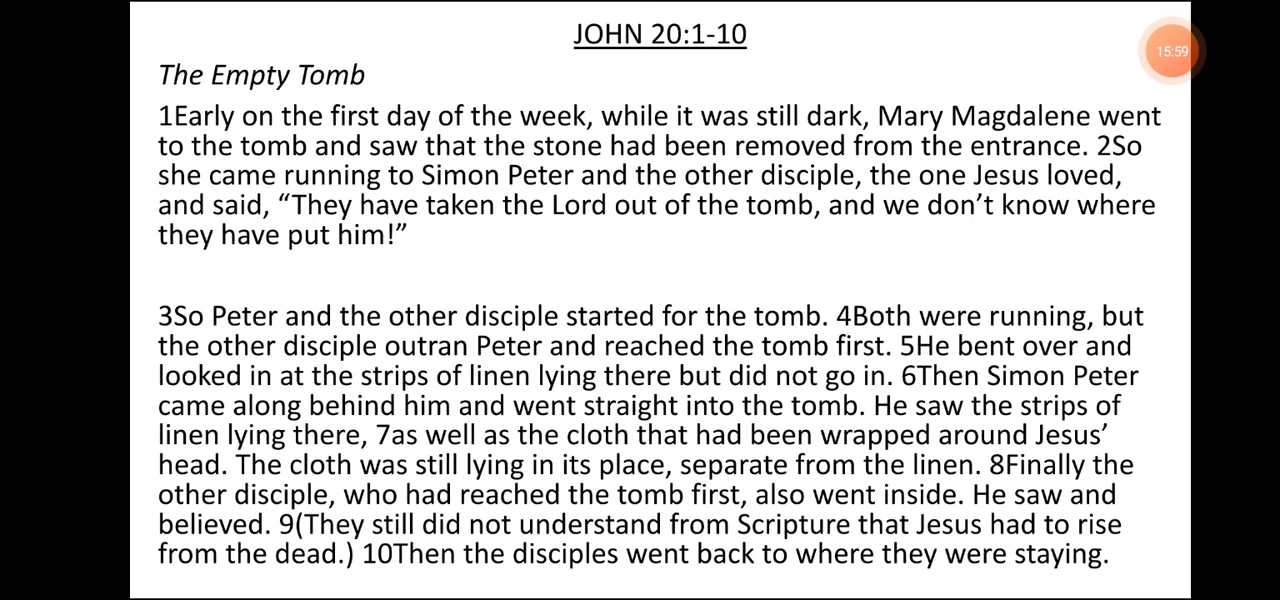 JOHN 20:1-10
15:59
The Empty Tomb
1Early on the first day of the week, while it was still dark, Mary Magdalene went
to the tomb and saw that the stone had been removed from the entrance. 2So
she came running to Simon Peter and the other disciple, the one Jesus loved,
and said, “They have taken the Lord out of the tomb, and we don’t know where
they have put him!”
3So Peter and the other disciple started for the tomb. 4Both were running, but
the other disciple outran Peter and reached the tomb first. 5He bent over and
looked in at the strips of linen lying there but did not go in. 6Then Simon Peter
came along behind him and went straight into the tomb. He saw the strips of
linen lying there, 7as well as the cloth that had been wrapped around Jesus’
head. The cloth was still lying in its place, separate from the linen. 8Finally the
other disciple, who had reached the tomb first, also went inside. He saw and
believed. 9(They still did not understand from Scripture that Jesus had to rise
from the dead.) 10Then the disciples went back to where they were staying.